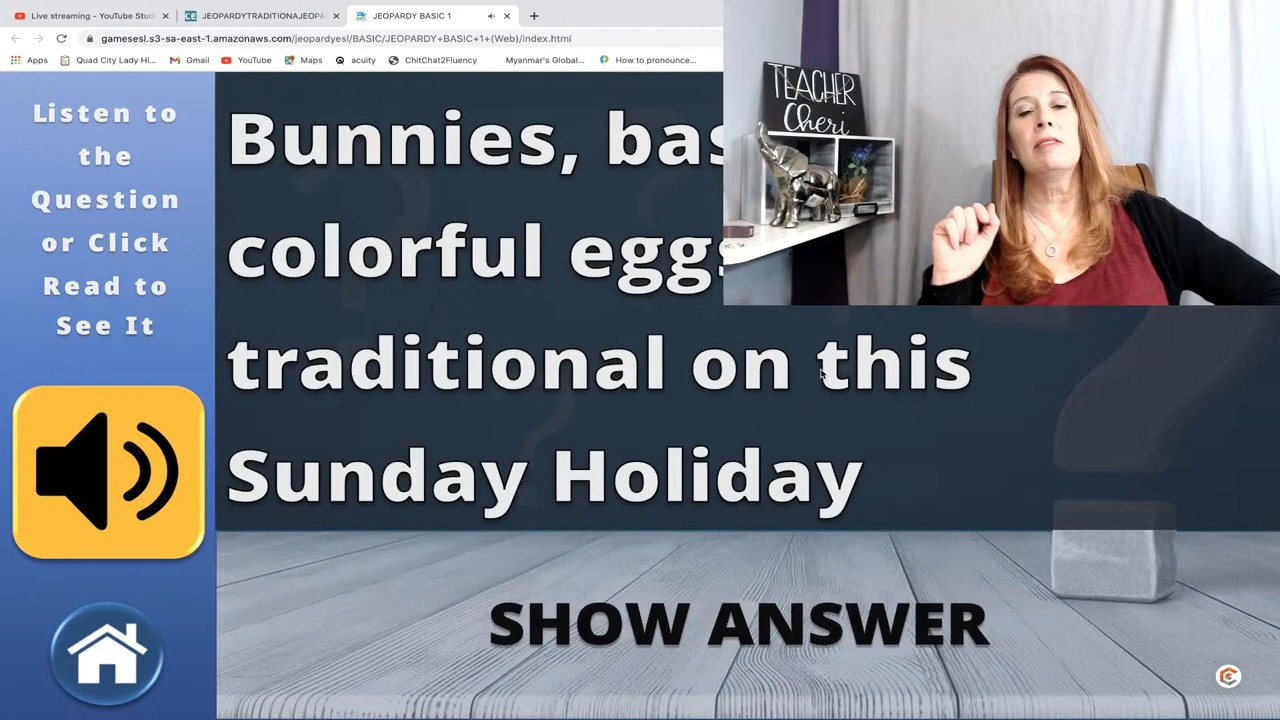 Live streaming - YouTube Stud
JEOPARDYTRADITIONAJEOPA
JEOPARDY BASIC 1
gamesesl.s3-sa-east-1.amazonaws.com/jeopardyesl/BASIC/JEOPARDY+BASIC+1+(Web)/index.html
Apps
Quad City Lady Hi...
Gmail
YouTube
Maps
acuity
ChitChat2Fluency
Myanmar's Global...
How to pronounce...
TEACHER
Cheri
Listen to
the
Question
or Click
Read to
See It
Bunnies, bas
colorful eggs
traditional on this
Sunday Holiday
SHOW ANSWER